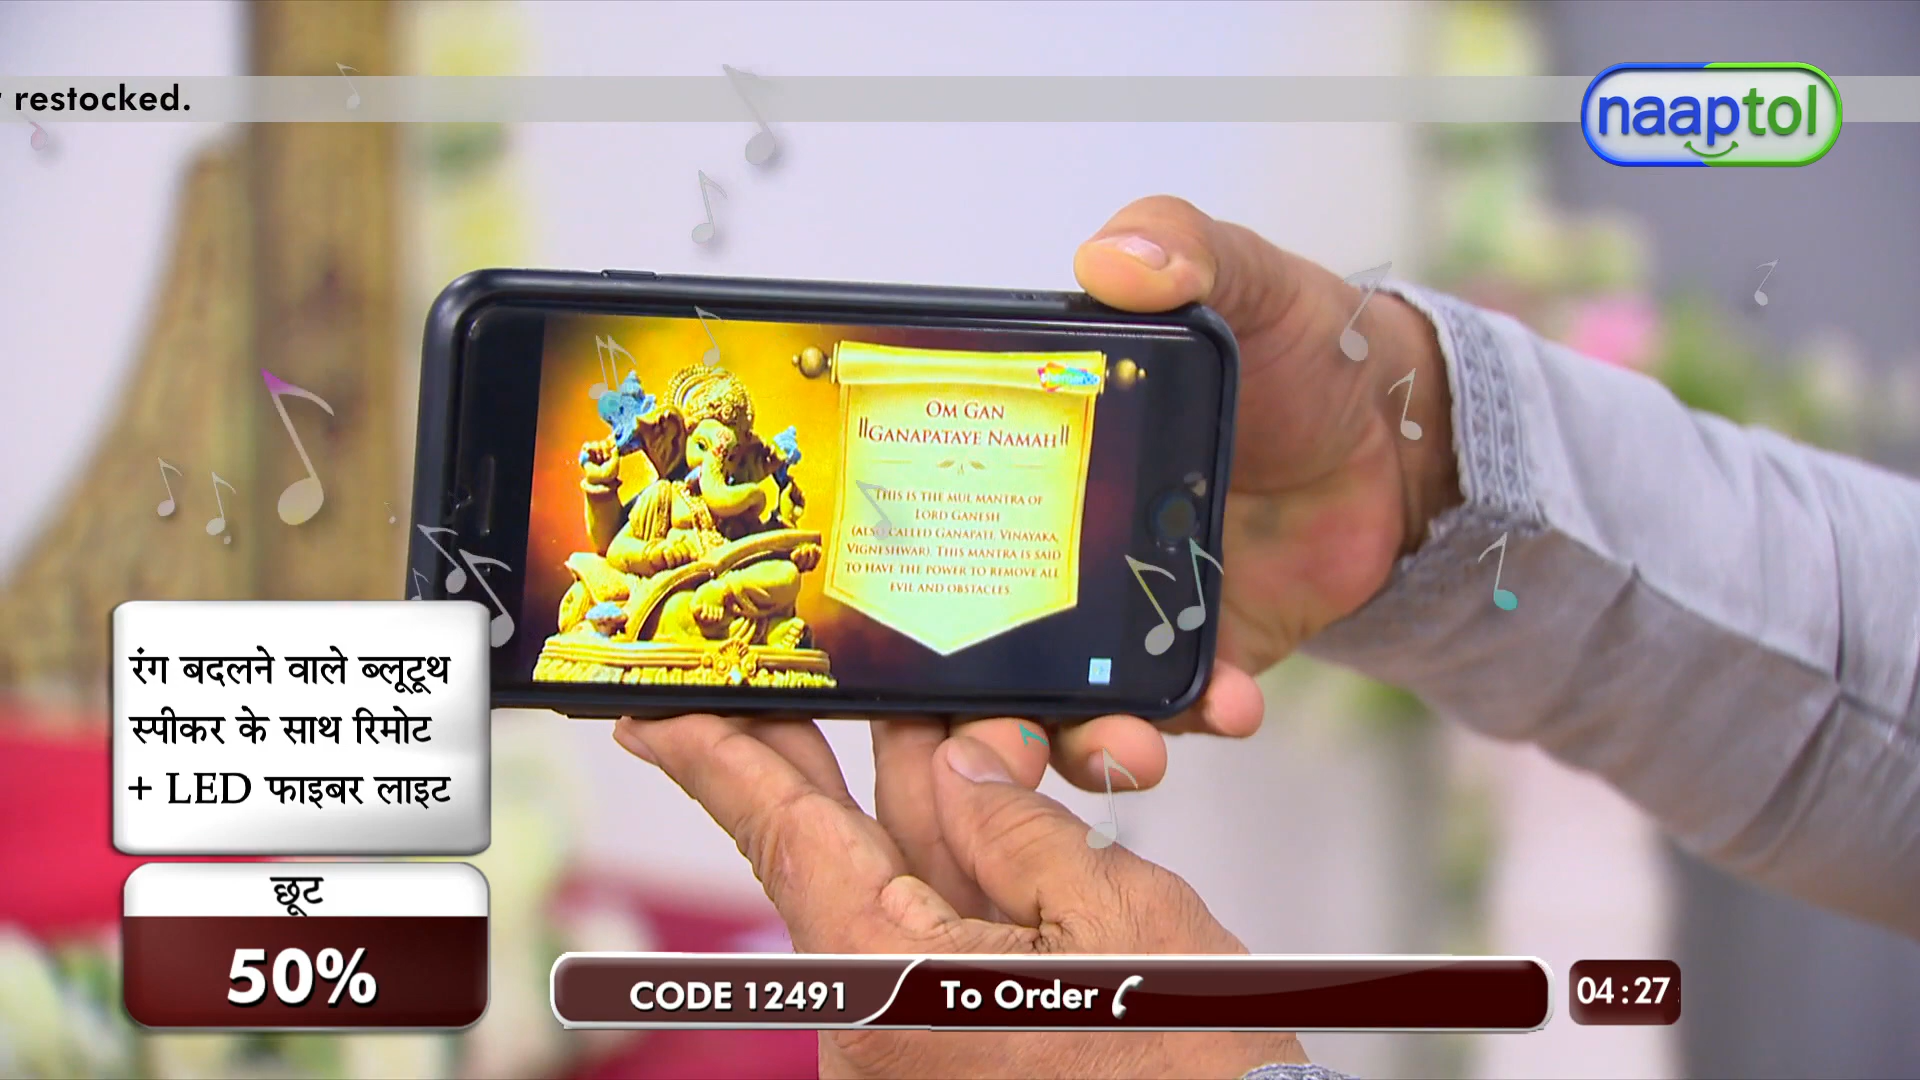 restocked.
naaptol
shemaroo
OM GAN
||GANAPATAYE NAMAH||
THIS IS THE MUL MANTRA OF
LORD GANESH
(ALSO CALLED GANAPATI, VINAYAKA,
VIGNESHWAR). THIS MANTRA IS SAID
TO HAVE THE POWER TO REMOVE ALL
EVIL AND OBSTACLES.
रंग बदलने वाले ब्लूटूथ
स्पीकर के साथ रिमोट
+ LED फाइबर लाइट
छूट
50%
CODE 12491
To Order
04:27